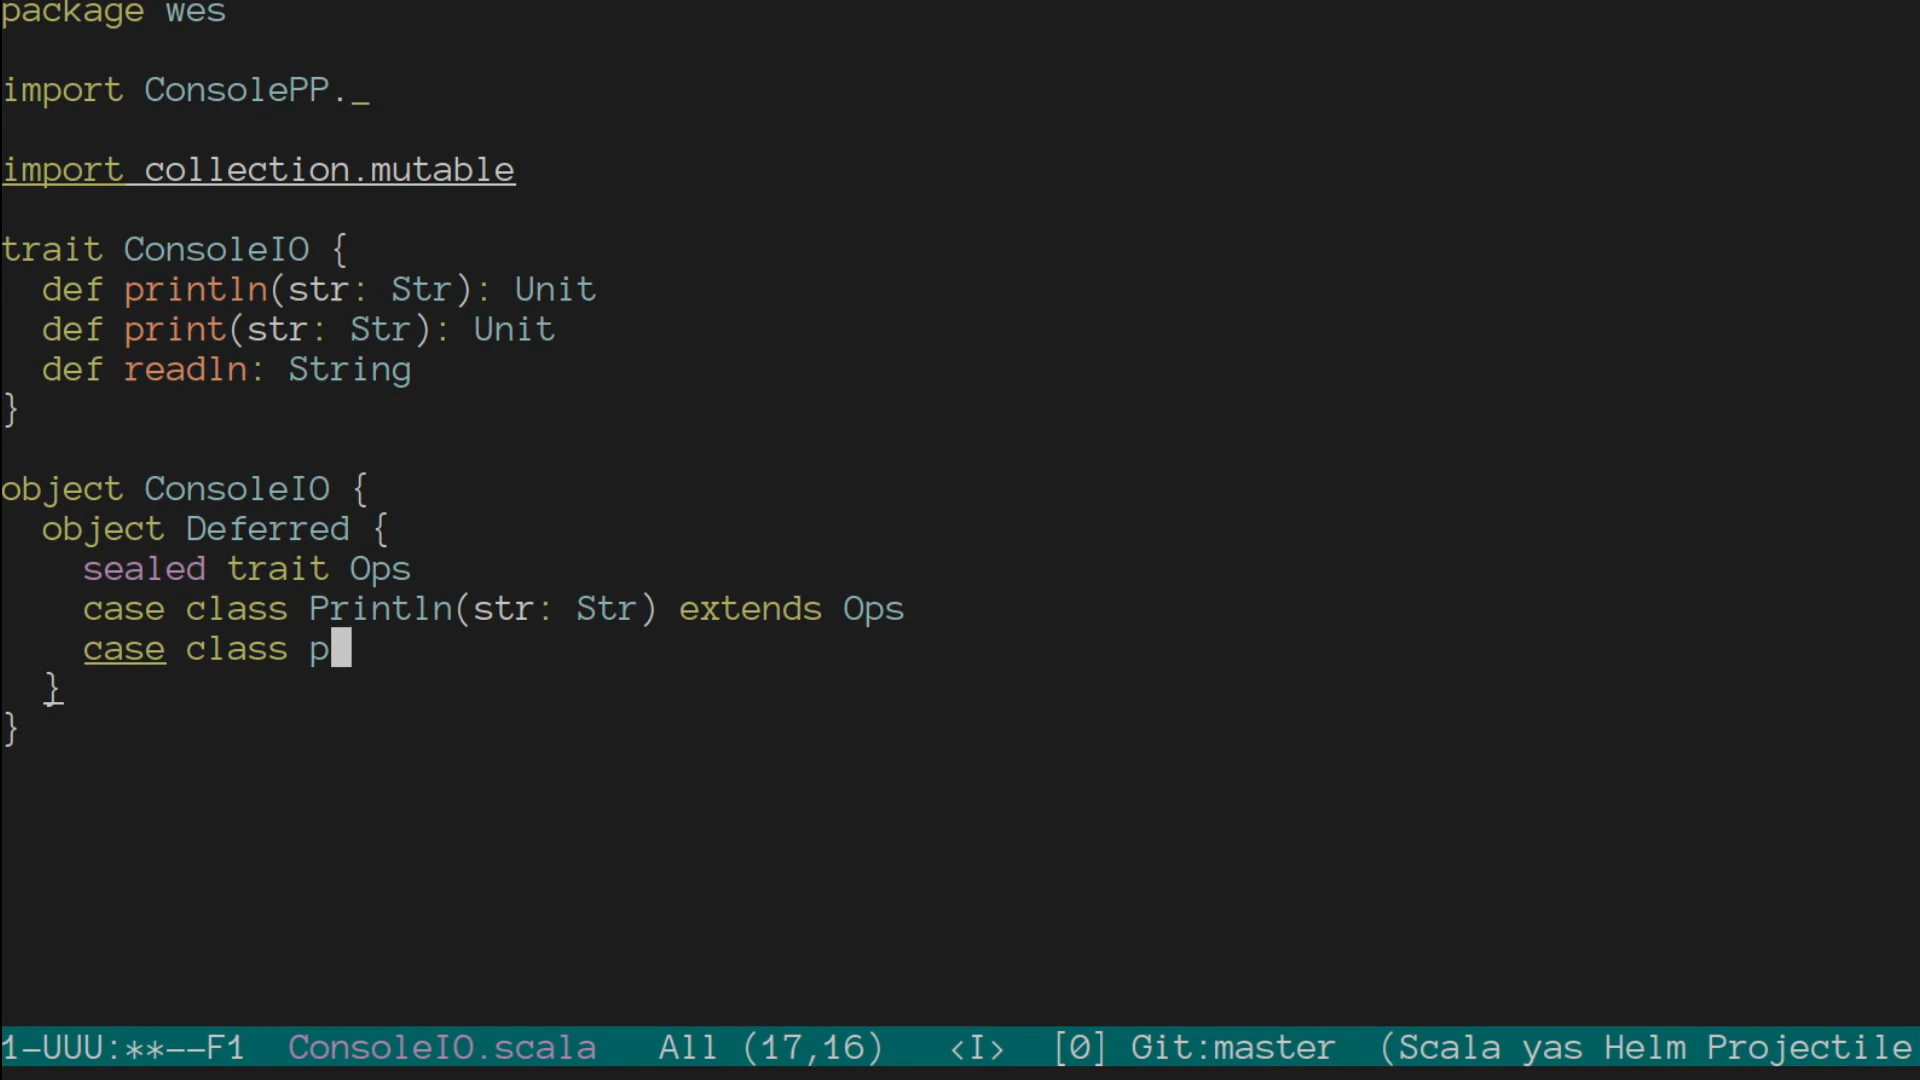 package wes
import ConsolePP._
import collection.mutable
trait ConsoleIO {
  def println(str: Str): Unit
  def print(str: Str): Unit
  def readln: String
}
object ConsoleIO {
  object Deferred {
    sealed trait Ops
    case class Println(str: Str) extends Ops
    case class p
  }
}
1-UUU:**--F1  ConsoleIO.scala   All (17,16)   <I>  [0] Git:master  (Scala yas Helm Projectile